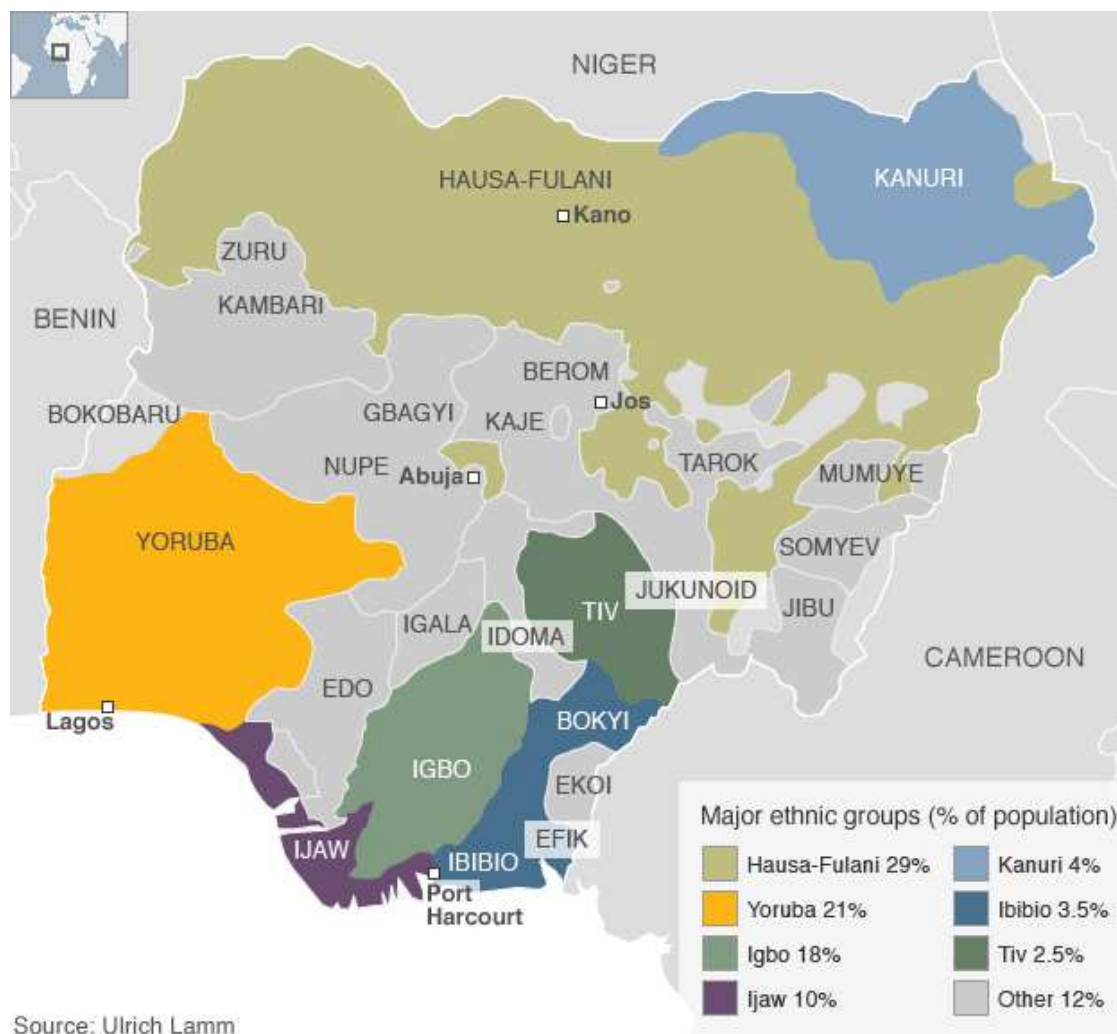 NIGER
HAUSA-FULANI
KANURI
Kano
ZURU
KAMBARI
BENIN
BEROM
BOKOBARU
GBAGYI
Jos
KAJE
NUPE
Abuja
TAROK
MUMUYE
YORUBA
SOMYEV
JUKUNOID
TIV
JIBU
IGALA
IDOMA
CAMEROON
EDO
Lagos
BOKYI
IGBO
EKOI
EFIK
IJAW
IBIBIO
Port
Harcourt
Major ethnic groups (% of population)
Hausa-Fulani 29%
Yoruba 21%
Igbo 18%
Ijaw 10%
Kanuri 4%
Ibibio 3.5%
Tiv 2.5%
Other 12%
Source: Ulrich Lamm